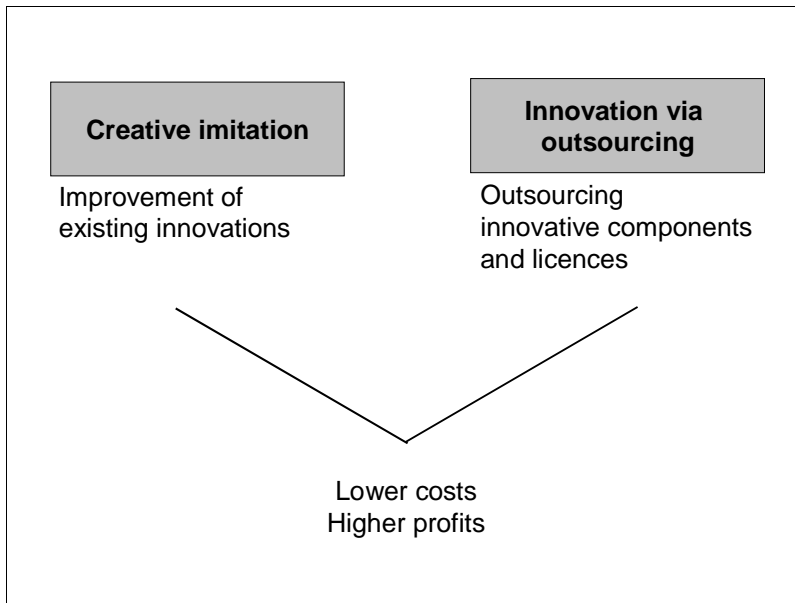 Creative imitation
Improvement of
existing innovations
Innovation via
outsourcing
Outsourcing
innovative components
and licences
Lower costs
Higher profits